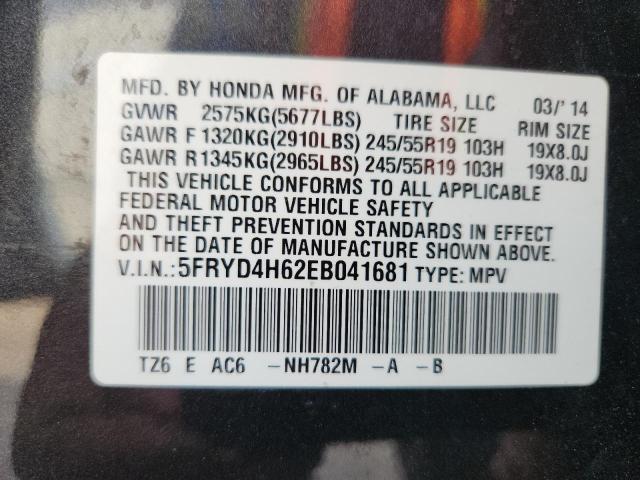 MFD. BY HONDA MFG. OF ALABAMA, LLC 03/'14
GVWR 2575KG(5677LBS) TIRE SIZE RIM SIZE
GAWR F 1320KG(2910LBS) 245/55R19 103H 19X8.0J
GAWR R1345KG(2965LBS) 245/55R19 103H 19X8.0J
THIS VEHICLE CONFORMS TO ALL APPLICABLE
FEDERAL MOTOR VEHICLE SAFETY
AND THEFT PREVENTION STANDARDS IN EFFECT
ON THE DATE OF MANUFACTURE SHOWN ABOVE.
V.I.N.: 5FRYD4H62EB041681 TYPE: MPV
TZ6 E AC6 -NH782M -A -B